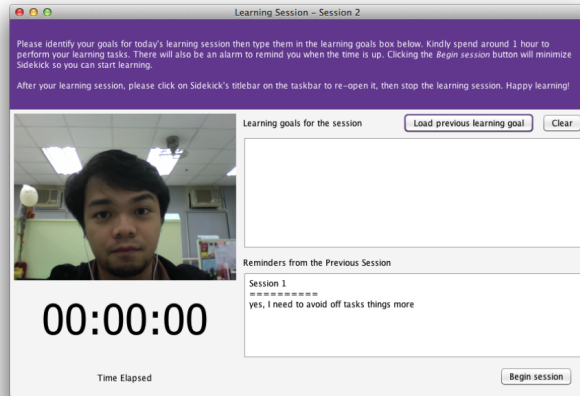 Learning Session – Session 2
Please identify your goals for today's learning session then type them in the learning goals box below. Kindly spend around 1 hour to
perform your learning tasks. There will also be an alarm to remind you when the time is up. Clicking the Begin session button will minimize
Sidekick so you can start learning.
After your learning session, please click on Sidekick's titlebar on the taskbar to re-open it, then stop the learning session. Happy learning!
Learning goals for the session
Load previous learning goal
Clear
Reminders from the Previous Session
Session 1
==========
yes, I need to avoid off tasks things more
00:00:00
Time Elapsed
Begin session